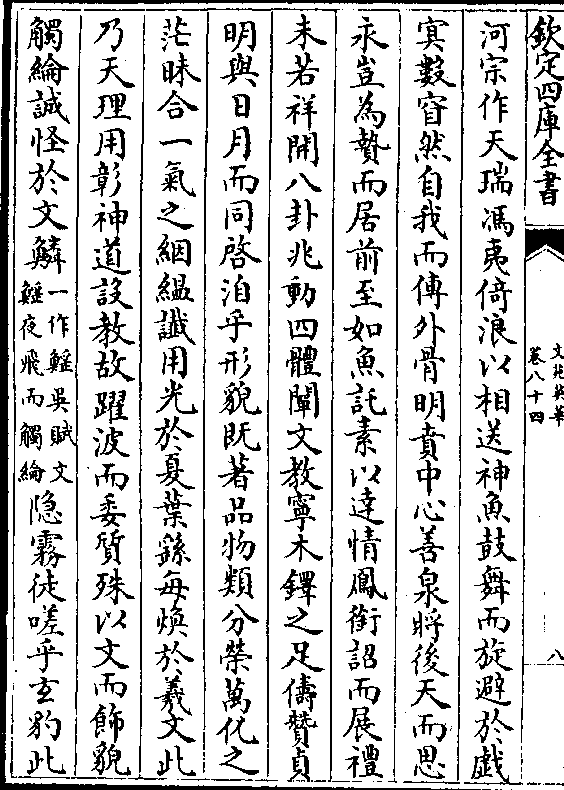 欽定四庫全書
文苑英華
卷八十四
八
河宗作天瑞馮夷倚浪以相送神魚鼓舞而旋避於戲
寅數窅然自我而傳外骨明賁中心善泉將後天而思
永豈為贄而居前至如魚託素以達情鳳銜詔而展禮
未若祥開八卦兆動四體闡文教寧木鐸之足儔贊貞
明與日月而同啓洎乎形貌既著品物類分榮萬化之
茫昧合一氣之絪緼讖用光於夏葉繇每煥於羲文此
乃天理用彰神道設教故躍波而委質殊以文而飾貌
觸綸誠怪於文鱗一作鰩吳賦文
鰩夜飛而觸綸隐霧徒嗟乎玄豹此